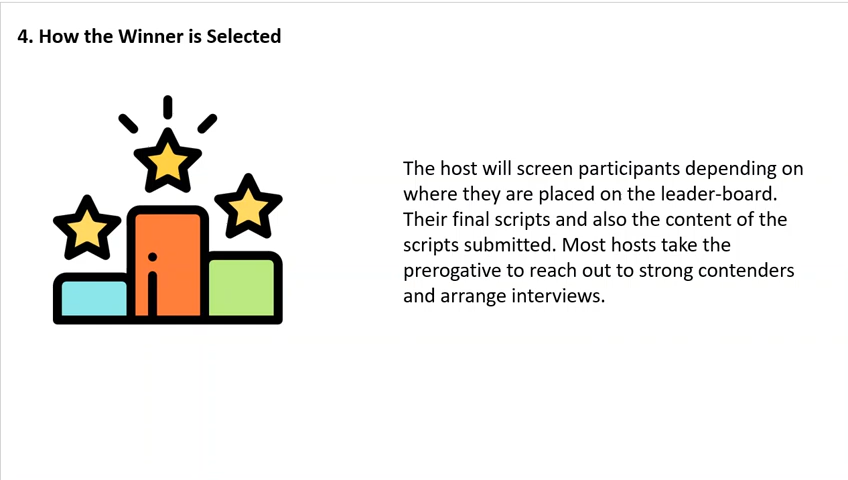 4. How the Winner is Selected
The host will screen participants depending on
where they are placed on the leader-board.
Their final scripts and also the content of the
scripts submitted. Most hosts take the
prerogative to reach out to strong contenders
and arrange interviews.